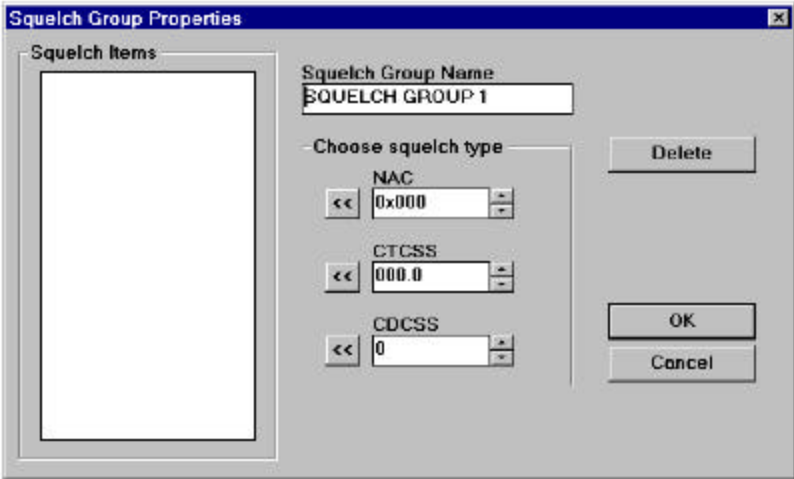 Squelch Group Properties
Squelch Items
Squelch Group Name
SQUELCH GROUP 1
Choose squelch type
NAC
<< 0x000
CTCSS
<< 000.0
CDCSS
<< 0
Delete
OK
Cancel